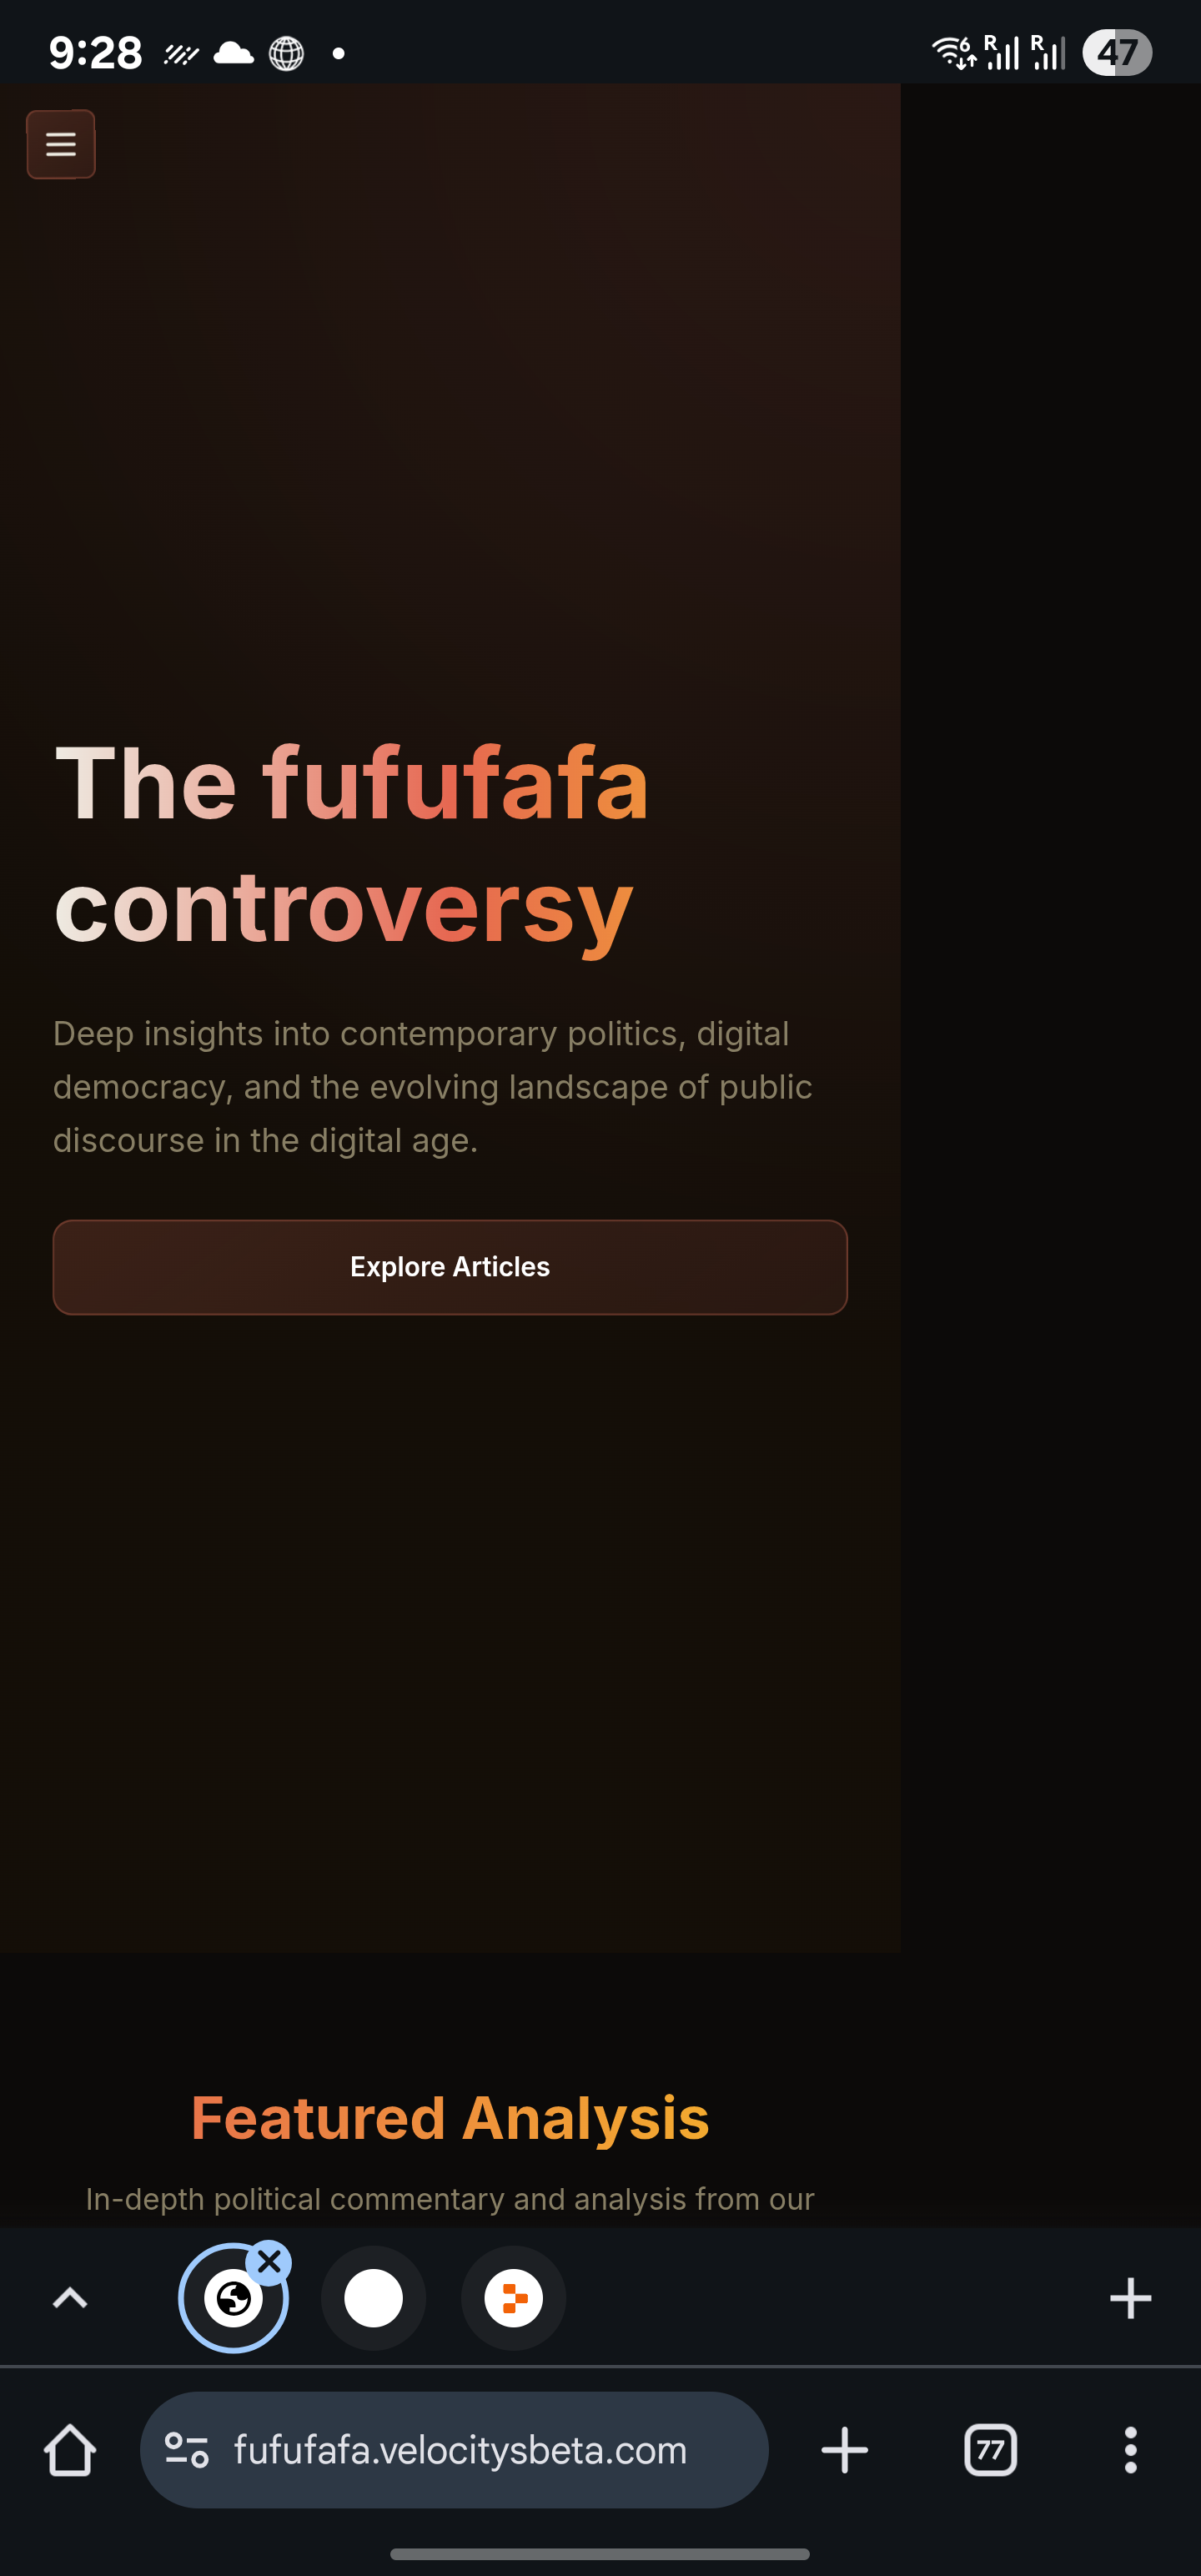 9:28
6
R
R
47
The fufufafa
controversy
Deep insights into contemporary politics, digital
democracy, and the evolving landscape of public
discourse in the digital age.
Explore Articles
Featured Analysis
In-depth political commentary and analysis from our
fufufafa.velocitysbeta.com
77